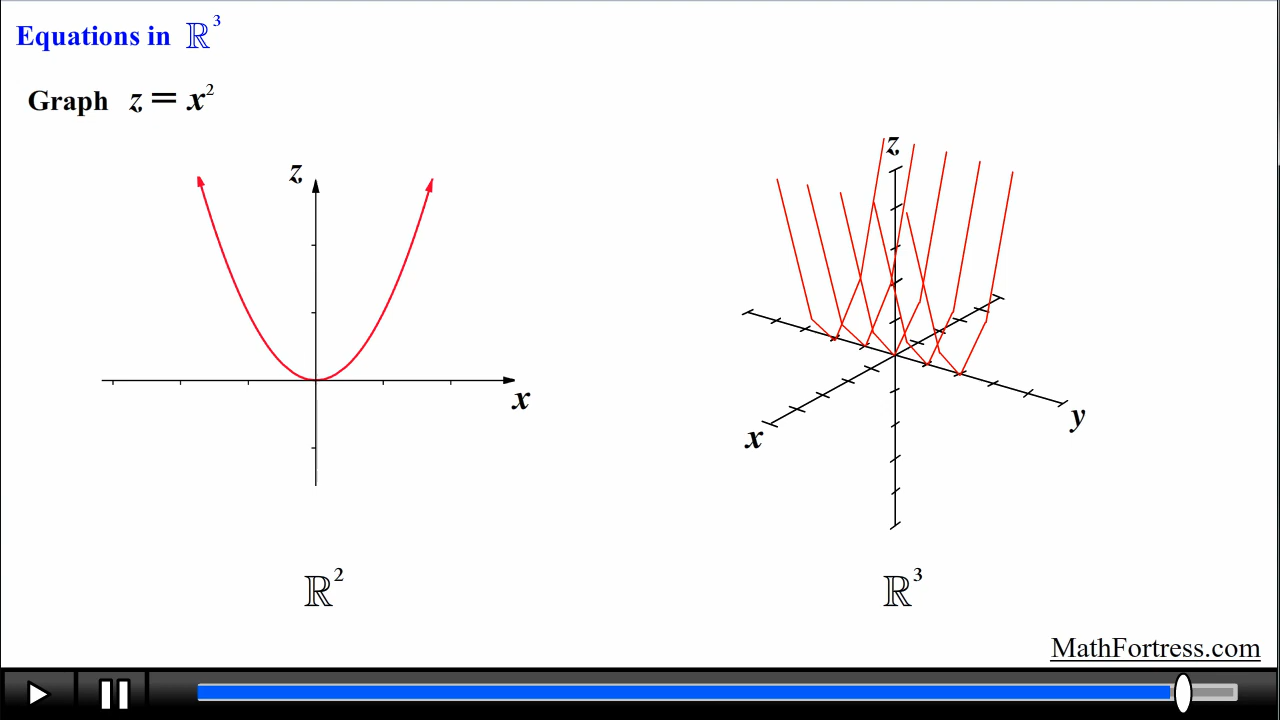 Equations in ℝ³
Graph z = x²
z
x
z
x
y
ℝ²
ℝ³
MathFortress.com